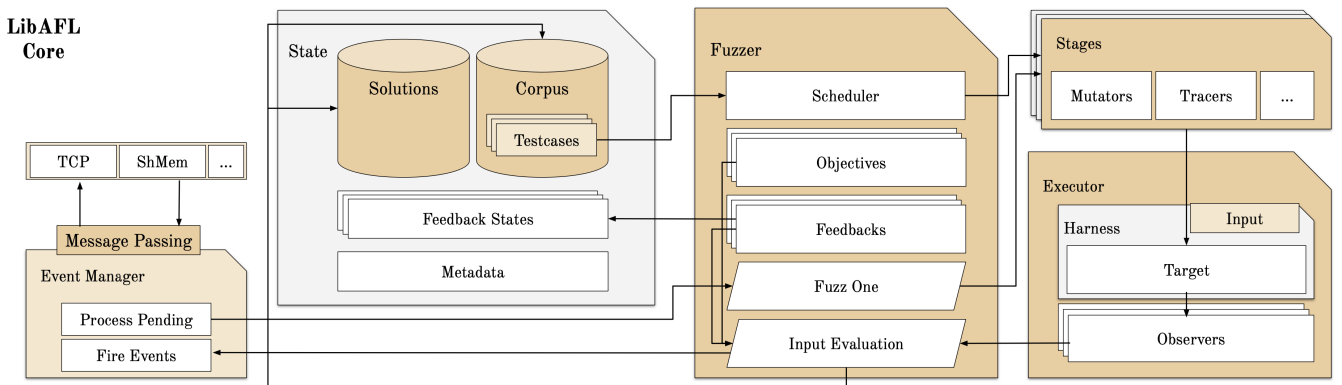 LibAFL
Core
State
Solutions
Corpus
Testcases
Feedback States
Metadata
TCP
ShMem
...
Message Passing
Event Manager
Process Pending
Fire Events
Fuzzer
Scheduler
Objectives
Feedbacks
Fuzz One
Input Evaluation
Stages
Mutators
Tracers
...
Executor
Input
Harness
Target
Observers